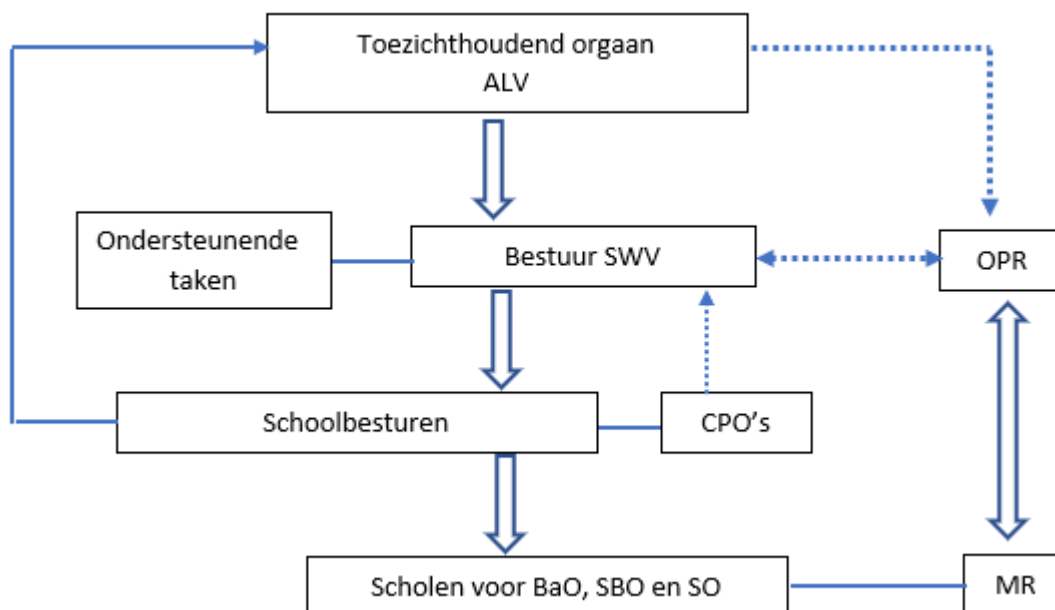 Toezichthoudend orgaan
ALV
Ondersteunende
taken
Bestuur SWV
OPR
Schoolbesturen
CPO's
Scholen voor BaO, SBO en SO
MR